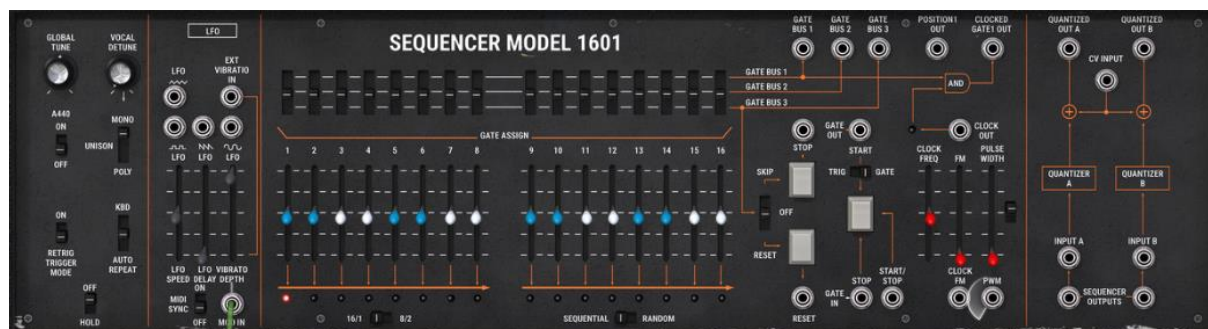 GLOBAL
TUNE
VOCAL
DETUNE
A440
ON
OFF
MONO
UNISON
POLY
ON
RETRIG
TRIGGER
MODE
KBD
AUTO
REPEAT
OFF
HOLD
LFO
LFO
EXT
VIBRATIO
IN
LFO
LFO
LFO
LFO
SPEED
LFO
DELAY
VIBRATO
DEPTH
MIDI
SYNC
ON
OFF
MOD IN
SEQUENCER MODEL 1601
GATE BUS 1
GATE BUS 2
GATE BUS 3
GATE ASSIGN
1 2 3 4 5 6 7 8
9 10 11 12 13 14 15 16
16/1 8/2
SEQUENTIAL RANDOM
GATE
BUS 1
GATE
BUS 2
GATE
BUS 3
STOP
GATE
OUT
START
TRIG GATE
SKIP
OFF
RESET
RESET
GATE
IN
STOP
START/
STOP
POSITION1
OUT
CLOCKED
GATE1 OUT
AND
CLOCK
OUT
CLOCK
FREQ
FM
PULSE
WIDTH
CLOCK
FM
PWM
QUANTIZED
OUT A
QUANTIZED
OUT B
CV INPUT
QUANTIZER
A
QUANTIZER
B
INPUT A
INPUT B
SEQUENCER
OUTPUTS